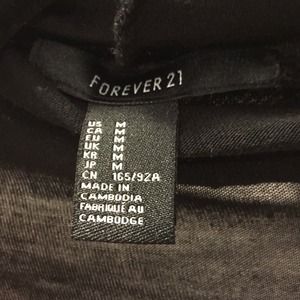 FOREVER 21
US M
CA M
EU M
UK M
KR M
JP M
CN 165/92A
MADE IN
CAMBODIA
FABRIQUÉ AU
CAMBODGE